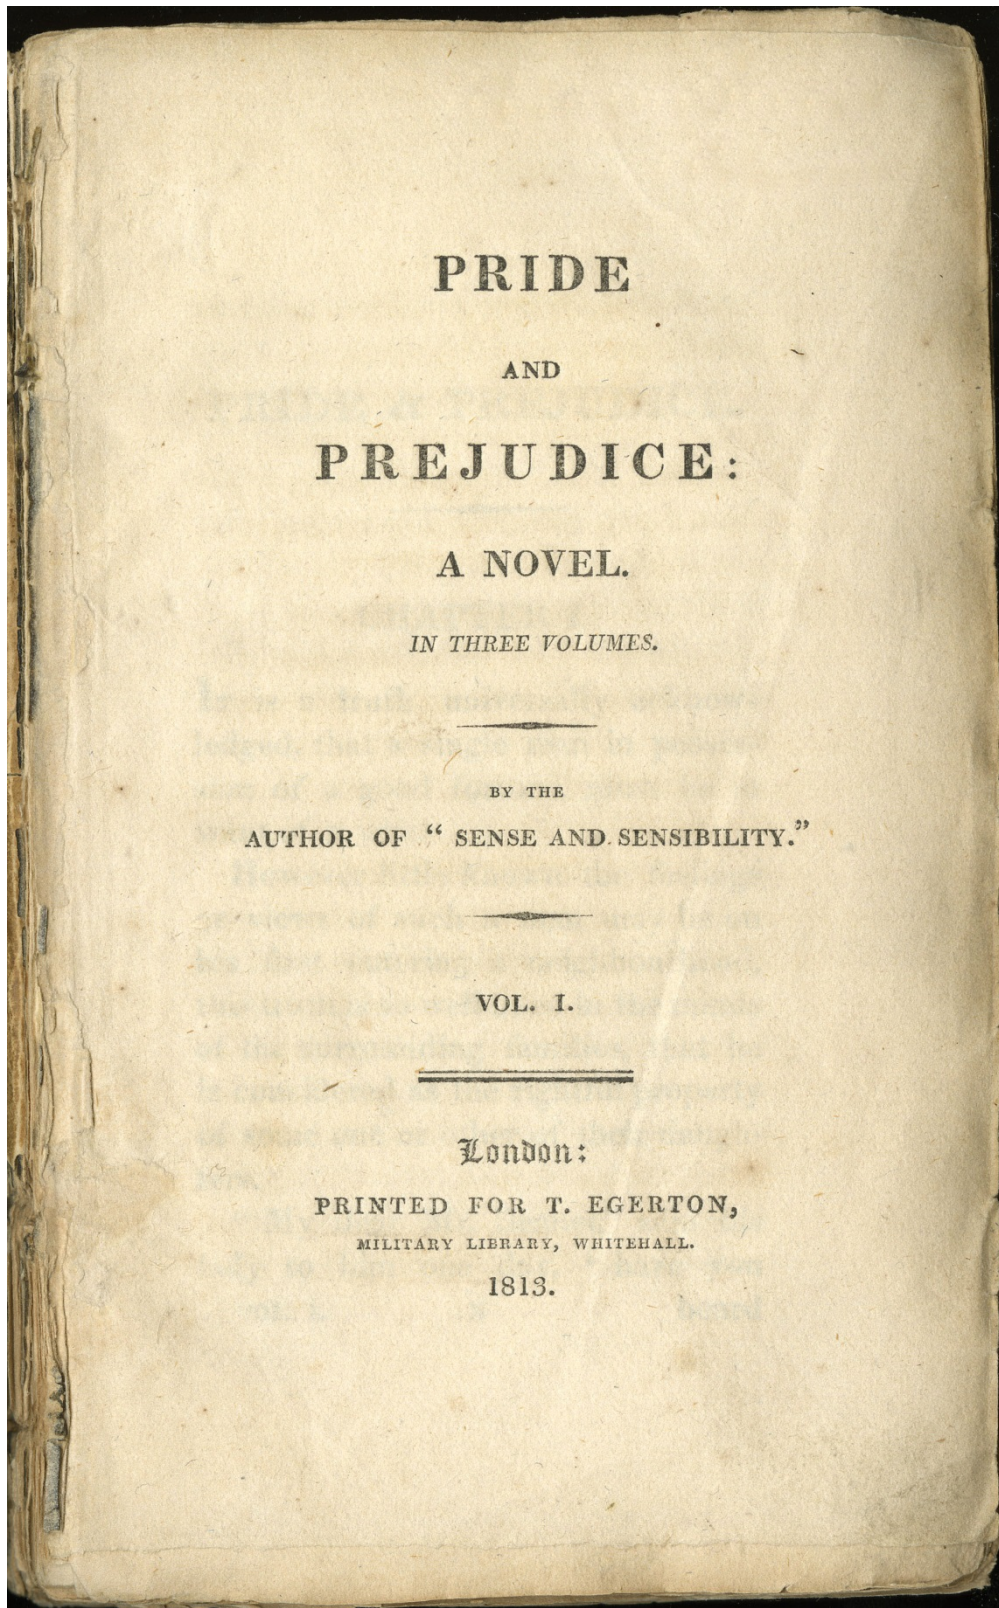 PRIDE
AND
PREJUDICE:
A NOVEL.
IN THREE VOLUMES.
BY THE
AUTHOR OF “ SENSE AND SENSIBILITY.”
VOL. I.
London:
PRINTED FOR T. EGERTON,
MILITARY LIBRARY, WHITEHALL.
1813.